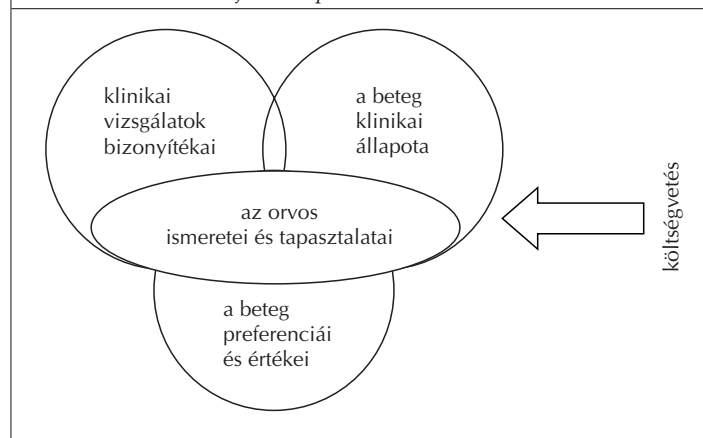 klinikai
vizsgálatok
bizonyítékai
a beteg
klinikai
állapota
az orvos
ismeretei és tapasztalatai
a beteg
preferenciái
és értékei
költségvetés